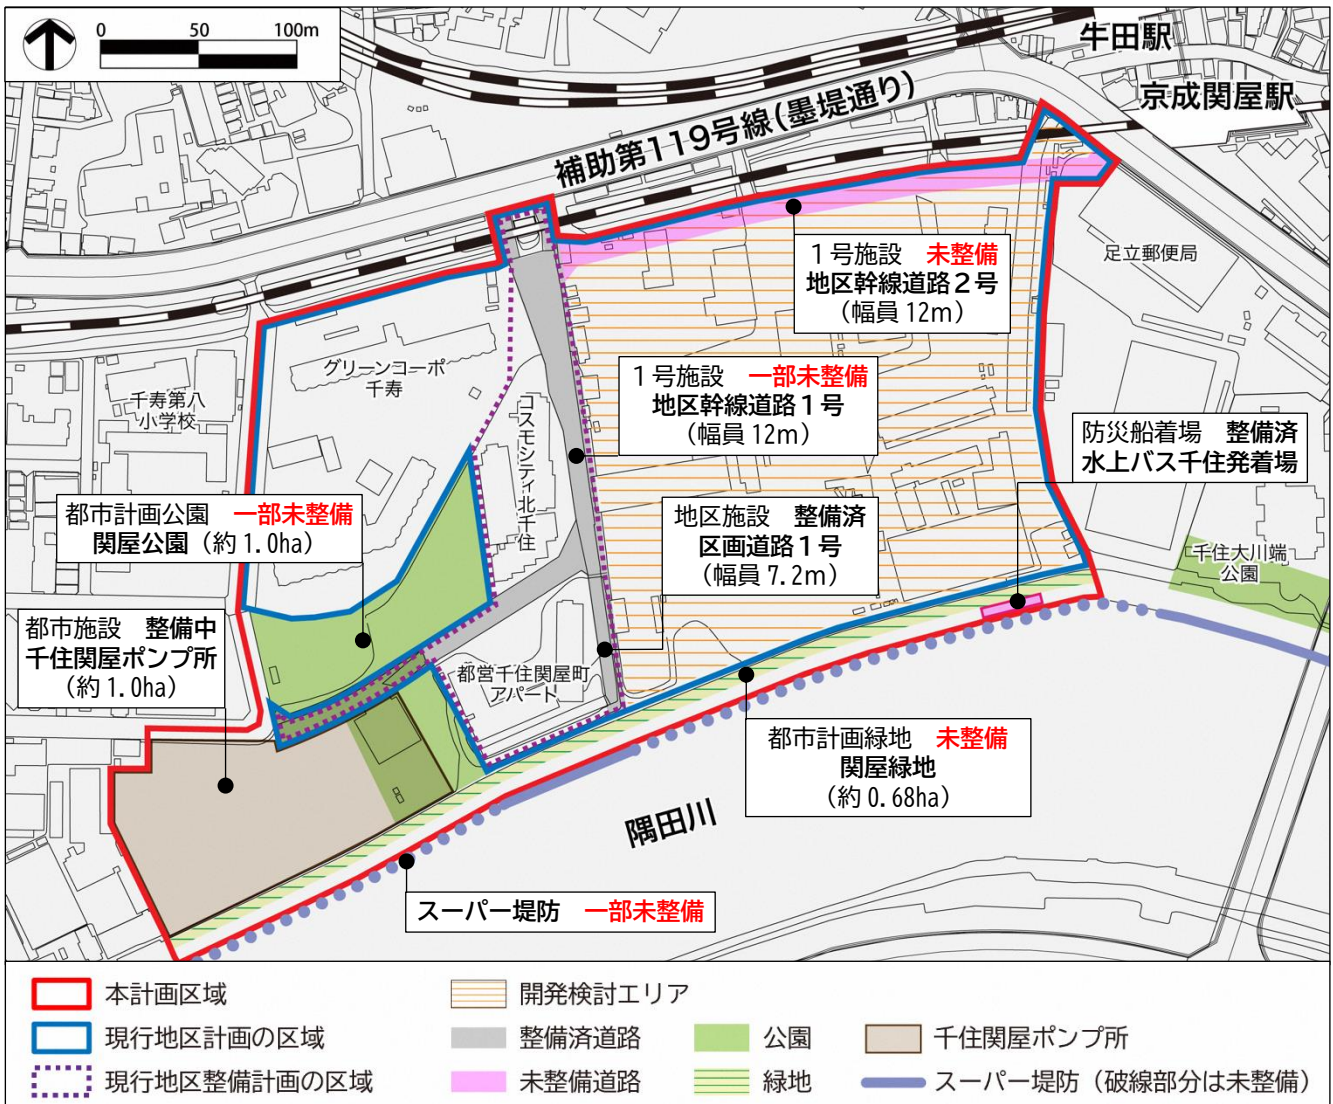 0 50 100m
牛田駅
京成関屋駅
補助第119号線(墨堤通り)
足立郵便局
1号施設 未整備
地区幹線道路2号
(幅員12m)
グリーンコーポ
千寿
千寿第八
小学校
コスモシティ北千住
1号施設 一部未整備
地区幹線道路1号
(幅員12m)
防災船着場 整備済
水上バス千住発着場
都市計画公園 一部未整備
関屋公園(約1.0ha)
地区施設 整備済
区画道路1号
(幅員7.2m)
千住大川端
公園
都市施設 整備中
千住関屋ポンプ所
(約1.0ha)
都営千住関屋町
アパート
都市計画緑地 未整備
関屋緑地
(約0.68ha)
隅田川
スーパー堤防 一部未整備
本計画区域
開発検討エリア
現行地区計画の区域
整備済道路
公園
千住関屋ポンプ所
現行地区整備計画の区域
未整備道路
緑地
スーパー堤防(破線部分は未整備)